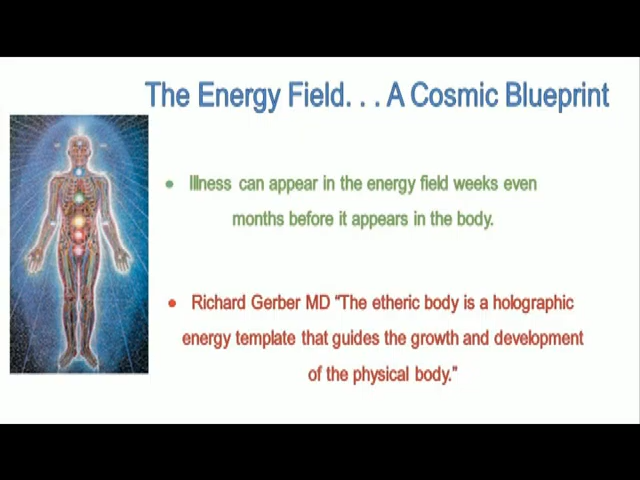 The Energy Field. . . A Cosmic Blueprint
• Illness can appear in the energy field weeks even
months before it appears in the body.
• Richard Gerber MD “The etheric body is a holographic
energy template that guides the growth and development
of the physical body.”